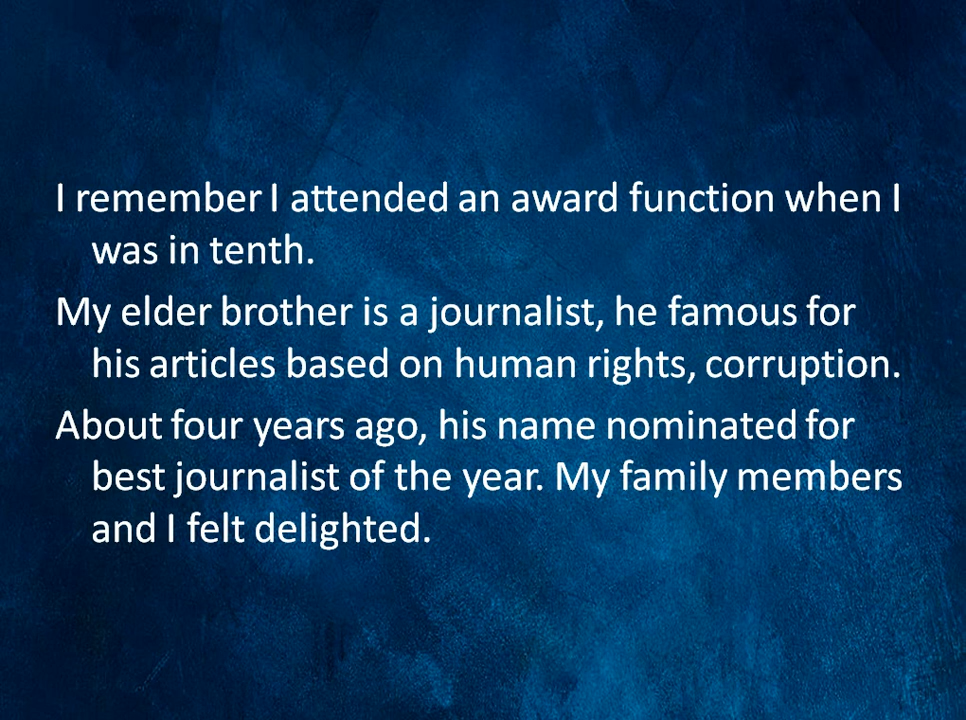 I remember I attended an award function when I
was in tenth.
My elder brother is a journalist, he famous for
his articles based on human rights, corruption.
About four years ago, his name nominated for
best journalist of the year. My family members
and I felt delighted.